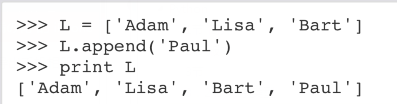 >>> L = ['Adam', 'Lisa', 'Bart']
>>> L.append('Paul')
>>> print L
['Adam', 'Lisa', 'Bart', 'Paul']